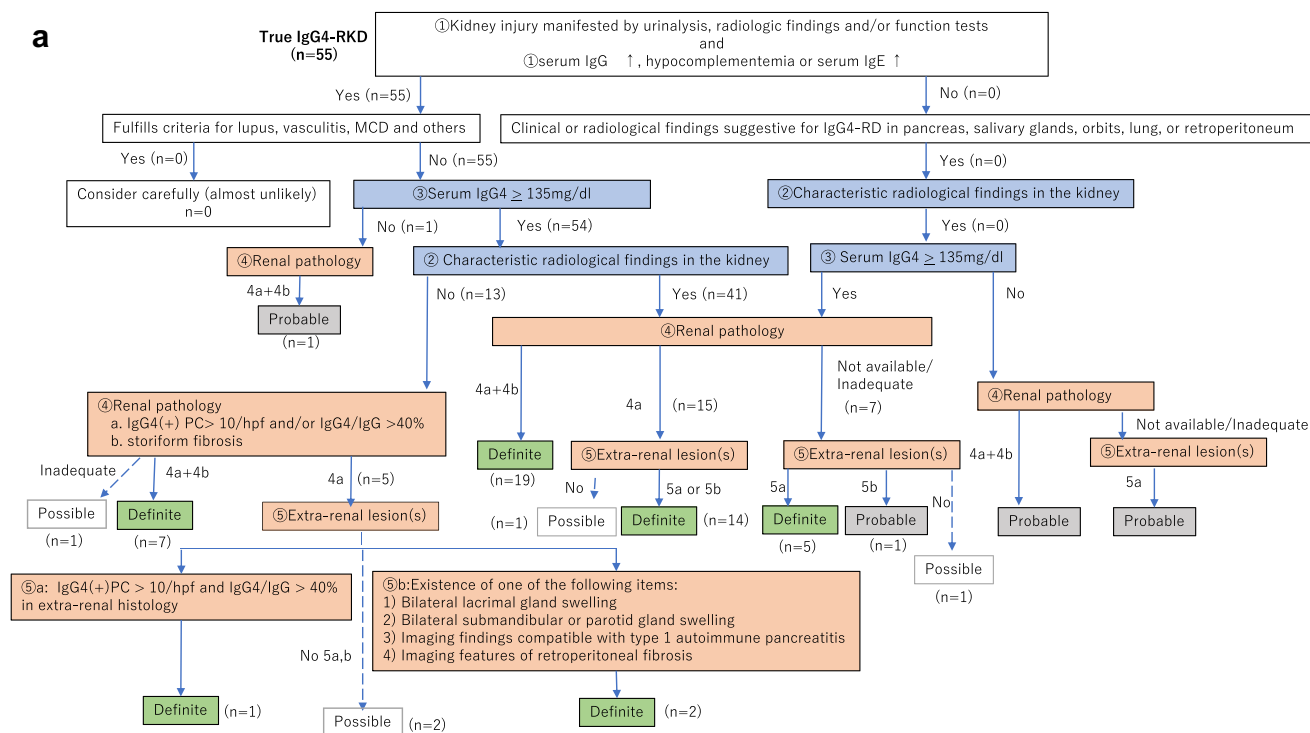 a
True IgG4-RKD
(n=55)
①Kidney injury manifested by urinalysis, radiologic findings and/or function tests
and
①serum IgG ↑, hypocomplementemia or serum IgE ↑
Yes (n=55)
No (n=0)
Fulfills criteria for lupus, vasculitis, MCD and others
Clinical or radiological findings suggestive for IgG4-RD in pancreas, salivary glands, orbits, lung, or retroperitoneum
Yes (n=0)
No (n=55)
Yes (n=0)
Consider carefully (almost unlikely)
n=0
③Serum IgG4 ≥ 135mg/dl
②Characteristic radiological findings in the kidney
No (n=1)
Yes (n=54)
Yes (n=0)
④Renal pathology
② Characteristic radiological findings in the kidney
③ Serum IgG4 ≥ 135mg/dl
4a+4b
No (n=13)
Yes (n=41)
Yes
No
Probable
(n=1)
④Renal pathology
4a+4b
4a
(n=15)
Not available/
Inadequate
(n=7)
④Renal pathology
a. IgG4(+) PC> 10/hpf and/or IgG4/IgG >40%
b. storiform fibrosis
④Renal pathology
Not available/Inadequate
4a+4b
Definite
(n=19)
⑤Extra-renal lesion(s)
⑤Extra-renal lesion(s)
⑤Extra-renal lesion(s)
Inadequate
4a+4b
4a
(n=5)
No
5a or 5b
5a
5b
No
5a
Possible
(n=1)
Definite
(n=7)
⑤Extra-renal lesion(s)
(n=1)
Possible
Definite
(n=14)
Definite
(n=5)
Probable
(n=1)
Probable
Probable
Possible
(n=1)
⑤a: IgG4(+)PC > 10/hpf and IgG4/IgG > 40%
in extra-renal histology
No 5a,b
⑤b:Existence of one of the following items:
1) Bilateral lacrimal gland swelling
2) Bilateral submandibular or parotid gland swelling
3) Imaging findings compatible with type 1 autoimmune pancreatitis
4) Imaging features of retroperitoneal fibrosis
Definite
(n=1)
Possible
(n=2)
Definite
(n=2)